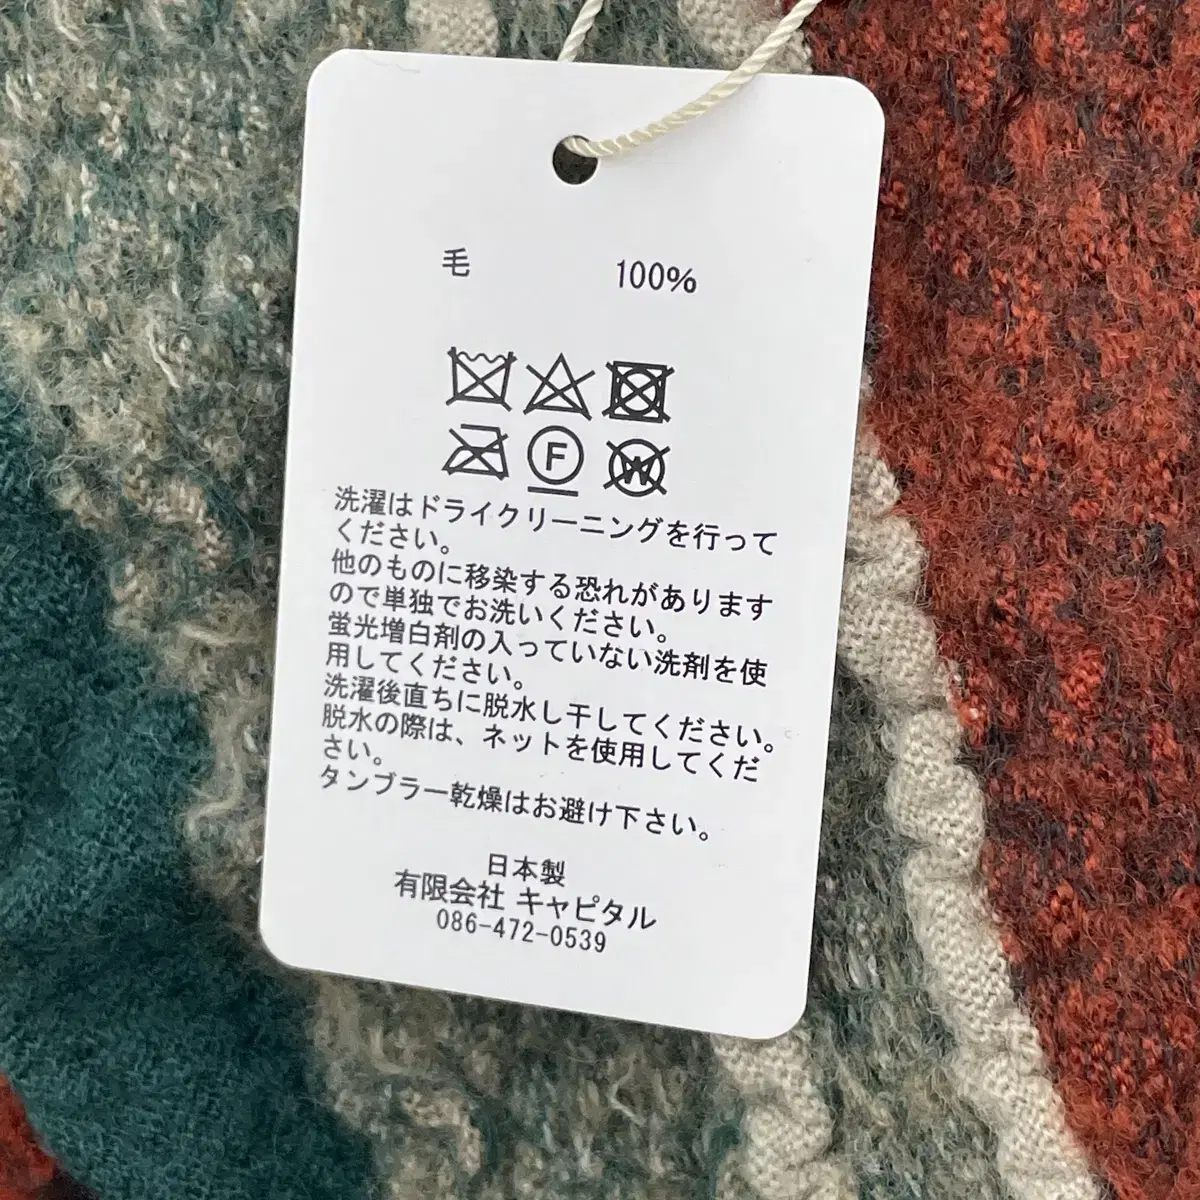 毛 100%
F
W
洗濯はドライクリーニングを行って
ください。
他のものに移染する恐れがあります
ので単独でお洗いください。
蛍光増白剤の入っていない洗剤を使
用してください。
洗濯後直ちに脱水し干してください。
脱水の際は、ネットを使用してくだ
さい。
タンブラー乾燥はお避け下さい。
日本製
有限会社 キャピタル
086-472-0539